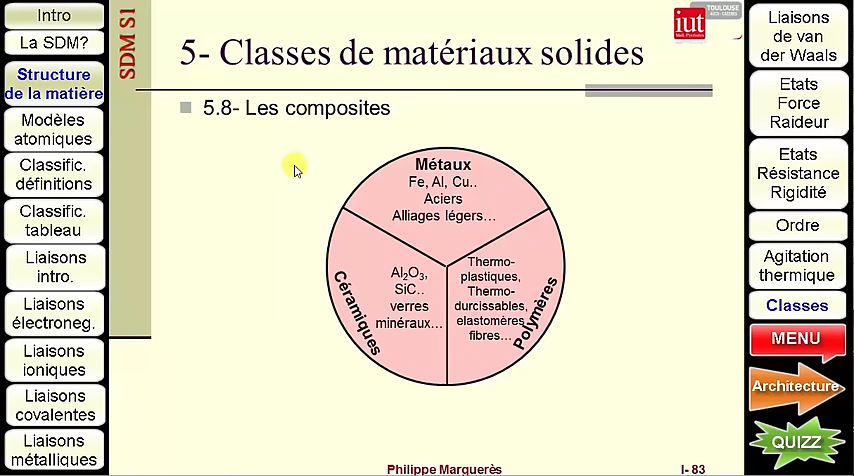 Intro
La SDM?
Structure
de la matière
Modèles
atomiques
Classific.
définitions
Classific.
tableau
Liaisons
intro.
Liaisons
électroneg.
Liaisons
ioniques
Liaisons
covalentes
Liaisons
métalliques
SDM S1
iut
TOULOUSE
5- Classes de matériaux solides
5.8- Les composites
Métaux
Fe, Al, Cu..
Aciers
Alliages légers...
Céramiques
Al₂O₃,
SiC..
verres
minéraux...
Thermo-
plastiques,
Thermo-
durcissables,
elastomères,
fibres...
Polymères
Philippe Marguerès
I- 83
Liaisons
de van
der Waals
Etats
Force
Raideur
Etats
Résistance
Rigidité
Ordre
Agitation
thermique
Classes
MENU
Architecture
QUIZZ